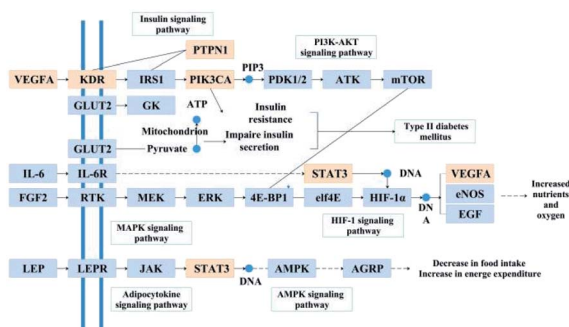 Insulin signaling
pathway
PTPN1
PI3K-AKT
signaling pathway
VEGFA
KDR
IRS1
PIK3CA
PIP3
PDK1/2
ATK
mTOR
GLUT2
GK
ATP
Insulin
resistance
Mitochondrion
Impaire insulin
secretion
Type II diabetes
mellitus
GLUT2
Pyruvate
IL-6
IL-6R
STAT3
DNA
VEGFA
FGF2
RTK
MEK
ERK
4E-BP1
elf4E
HIF-1α
DN
A
eNOS
EGF
Increased
nutrients
and
oxygen
MAPK signaling
pathway
HIF-1 signaling
pathway
LEP
LEPR
JAK
STAT3
DNA
AMPK
AGRP
Decrease in food intake
Increase in energy expenditure
Adipocytokine
signaling pathway
AMPK signaling
pathway